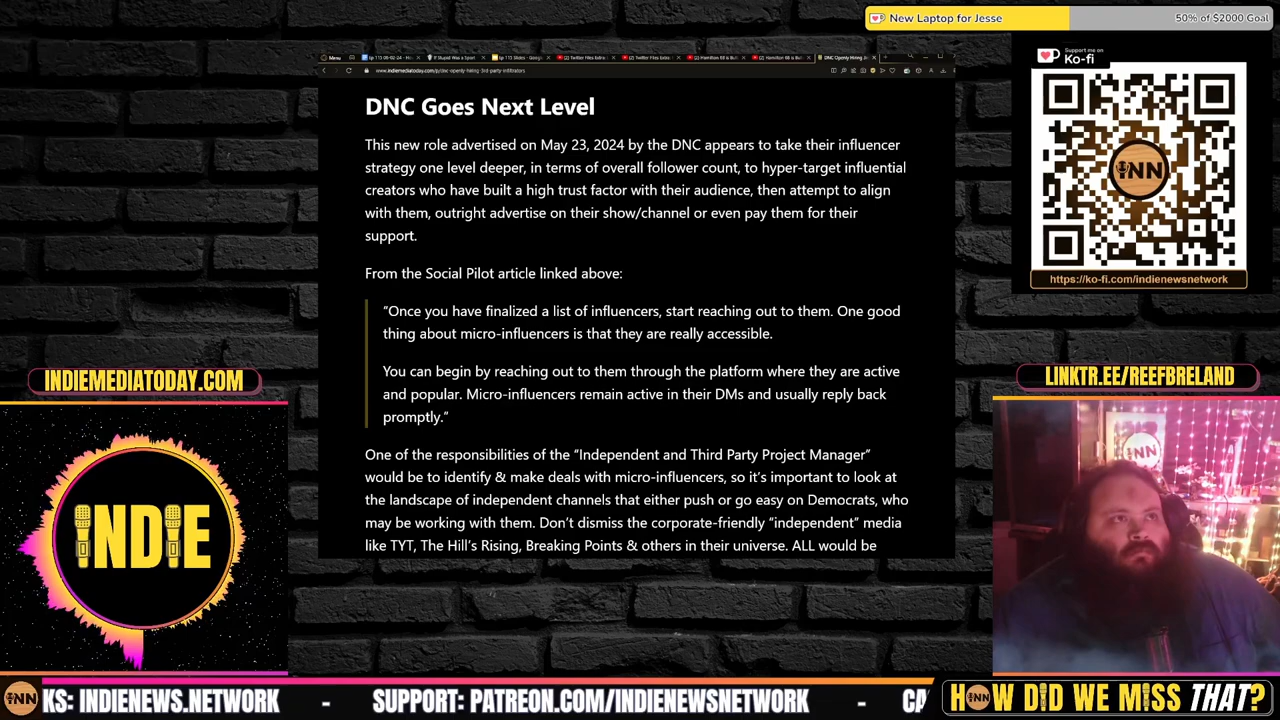 New Laptop for Jesse
50% of $2000 Goal
Support me on
Ko-fi
iNN
https://ko-fi.com/indienewsnetwork
Menu
DNC Goes Next Level
This new role advertised on May 23, 2024 by the DNC appears to take their influencer
strategy one level deeper, in terms of overall follower count, to hyper-target influential
creators who have built a high trust factor with their audience, then attempt to align
with them, outright advertise on their show/channel or even pay them for their
support.
From the Social Pilot article linked above:
“Once you have finalized a list of influencers, start reaching out to them. One good
thing about micro-influencers is that they are really accessible.
You can begin by reaching out to them through the platform where they are active
and popular. Micro-influencers remain active in their DMs and usually reply back
promptly.”
One of the responsibilities of the “Independent and Third Party Project Manager”
would be to identify & make deals with micro-influencers, so it’s important to look at
the landscape of independent channels that either push or go easy on Democrats, who
may be working with them. Don’t dismiss the corporate-friendly “independent” media
like TYT, The Hill’s Rising, Breaking Points & others in their universe. ALL would be
INDIEMEDIATODAY.COM
LINKTR.EE/REEFBRELAND
iNDiE
iNN
KS: INDIENEWS.NETWORK - SUPPORT: PATREON.COM/INDIENEWSNETWORK - CA
HOW DID WE MISS THAT?